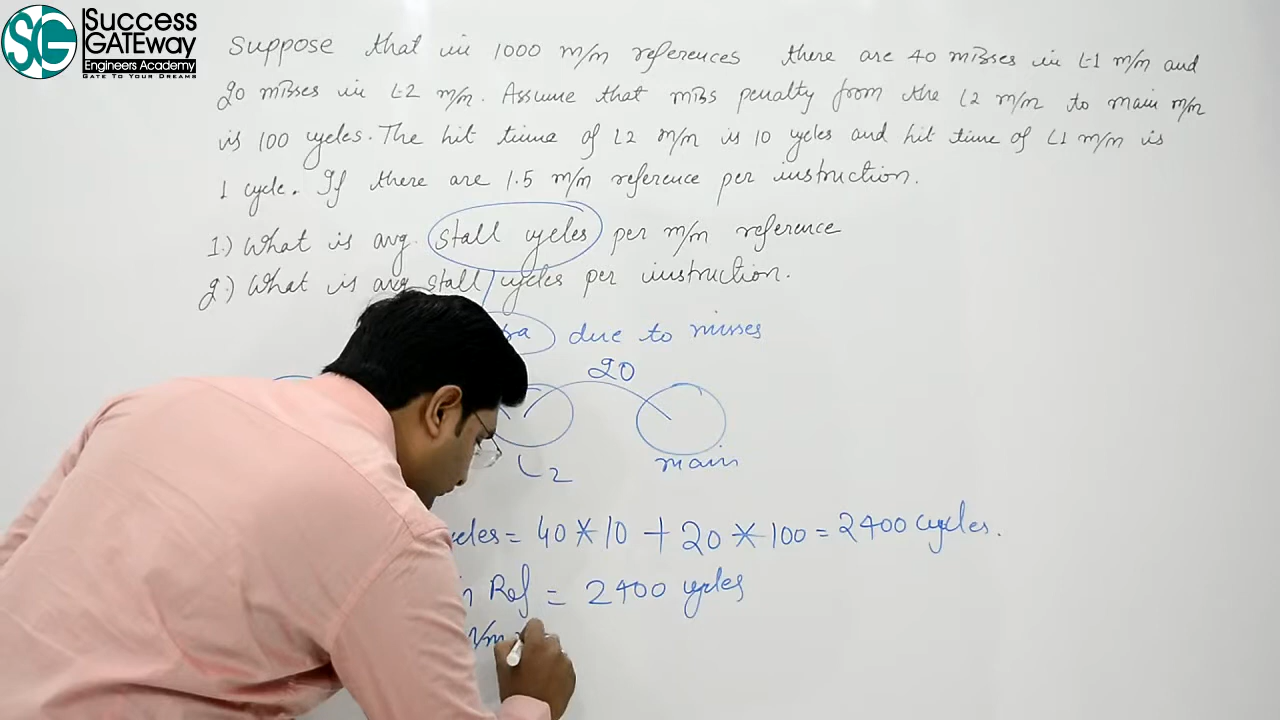 Success
GATEway
Engineers Academy
GATE TO YOUR DREAMS
SG
Suppose that in 1000 m/m references there are 40 misses in L-1 m/m and
20 misses in L-2 m/m. Assume that miss penalty from the L2 m/m to main m/m
is 100 cycles. The hit time of L2 m/m is 10 cycles and hit time of L1 m/m is
1 cycle. If there are 1.5 m/m reference per instruction.
1.) What is avg. stall cycles per m/m reference
2.) What is avg stall cycles per instruction.
due to misses
20
L2 main
= 40 * 10 + 20 * 100 = 2400 cycles.
Ref = 2400 cycles